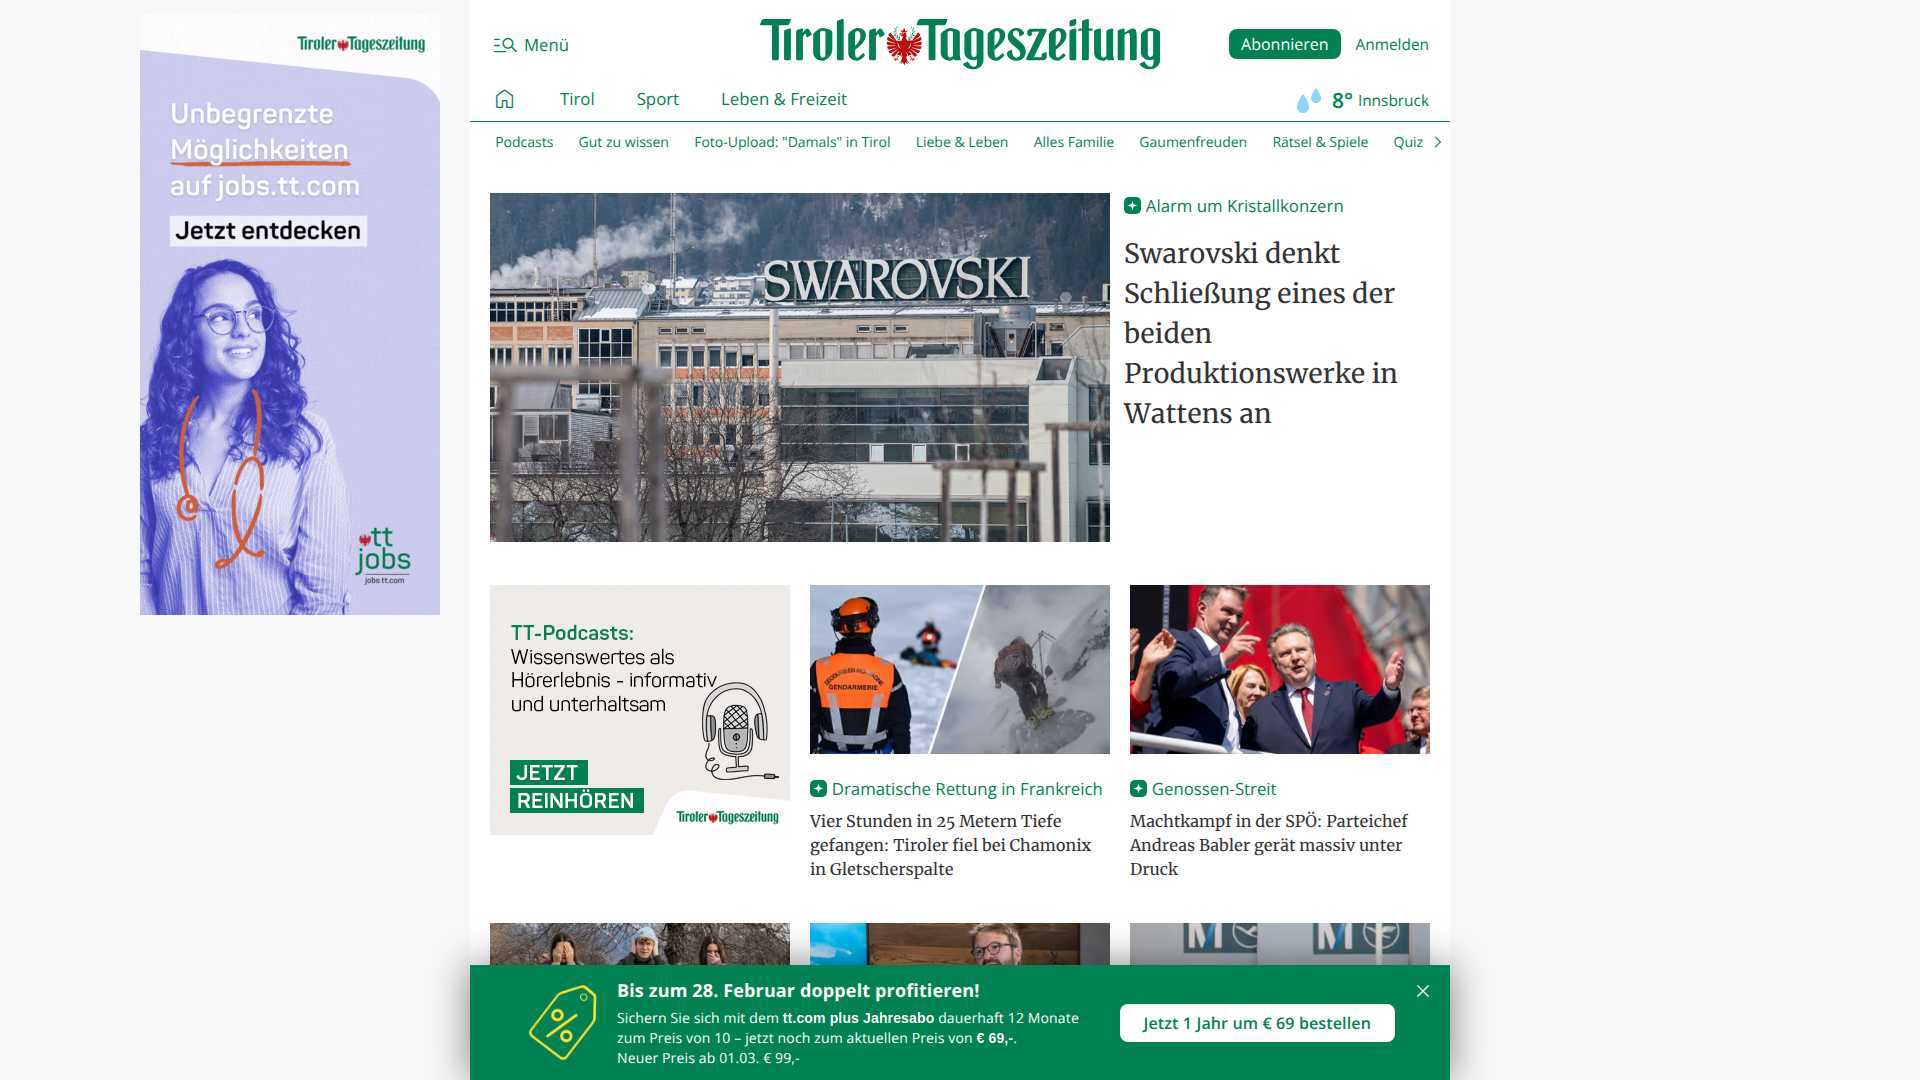 Tiroler Tageszeitung
Unbegrenzte
Möglichkeiten
auf jobs.tt.com
Jetzt entdecken
tt
jobs
jobs.tt.com
Menü
Tiroler Tageszeitung
Abonnieren
Anmelden
Tirol
Sport
Leben & Freizeit
8° Innsbruck
Podcasts
Gut zu wissen
Foto-Upload: "Damals" in Tirol
Liebe & Leben
Alles Familie
Gaumenfreuden
Rätsel & Spiele
Quiz
SWAROVSKI
Alarm um Kristallkonzern
Swarovski denkt
Schließung eines der
beiden
Produktionswerke in
Wattens an
TT-Podcasts:
Wissenswertes als
Hörerlebnis - informativ
und unterhaltsam
JETZT
REINHÖREN
Tiroler Tageszeitung
GENDARMERIE
Dramatische Rettung in Frankreich
Vier Stunden in 25 Metern Tiefe
gefangen: Tiroler fiel bei Chamonix
in Gletscherspalte
Genossen-Streit
Machtkampf in der SPÖ: Parteichef
Andreas Babler gerät massiv unter
Druck
Bis zum 28. Februar doppelt profitieren!
Sichern Sie sich mit dem tt.com plus Jahresabo dauerhaft 12 Monate
zum Preis von 10 – jetzt noch zum aktuellen Preis von € 69,-.
Neuer Preis ab 01.03. € 99,-
Jetzt 1 Jahr um € 69 bestellen